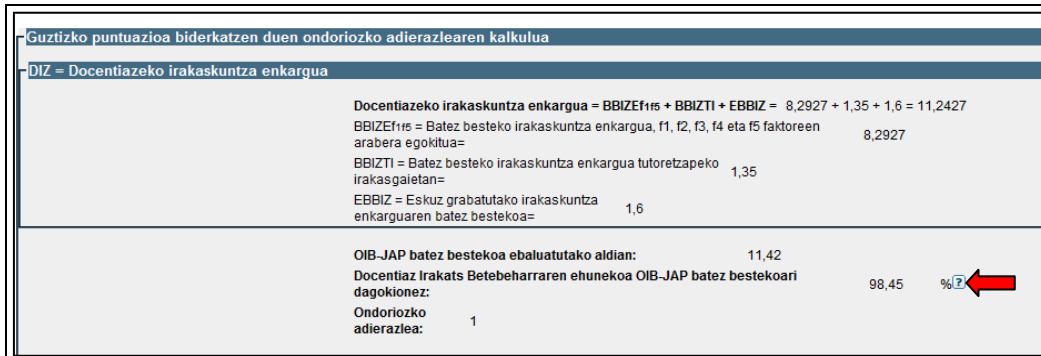 Guztizko puntuazioa biderkatzen duen ondoriozko adierazlearen kalkulua
DIZ = Docentiazeko irakaskuntza enkargua
Docentiazeko irakaskuntza enkargua = BBIZEf1f5 + BBIZTI + EBBIZ = 8,2927 + 1,35 + 1,6 = 11,2427
BBIZEf1f5 = Batez besteko irakaskuntza enkargua, f1, f2, f3, f4 eta f5 faktoreen
arabera egokitua= 8,2927
BBIZTI = Batez besteko irakaskuntza enkargua tutoretzapeko
irakasgaietan= 1,35
EBBIZ = Eskuz grabatutako irakaskuntza
enkarguaren batez bestekoa= 1,6
OIB-JAP batez bestekoa ebaluatutako aldian: 11,42
Docentiaz Irakats Betebeharraren ehunekoa OIB-JAP batez bestekoari
dagokionez: 98,45 % ?
Ondoriozko
adierazlea: 1